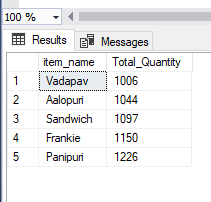 100 %
Results Messages
item_name Total_Quantity
1 Vadapav 1006
2 Aalopuri 1044
3 Sandwich 1097
4 Frankie 1150
5 Panipuri 1226